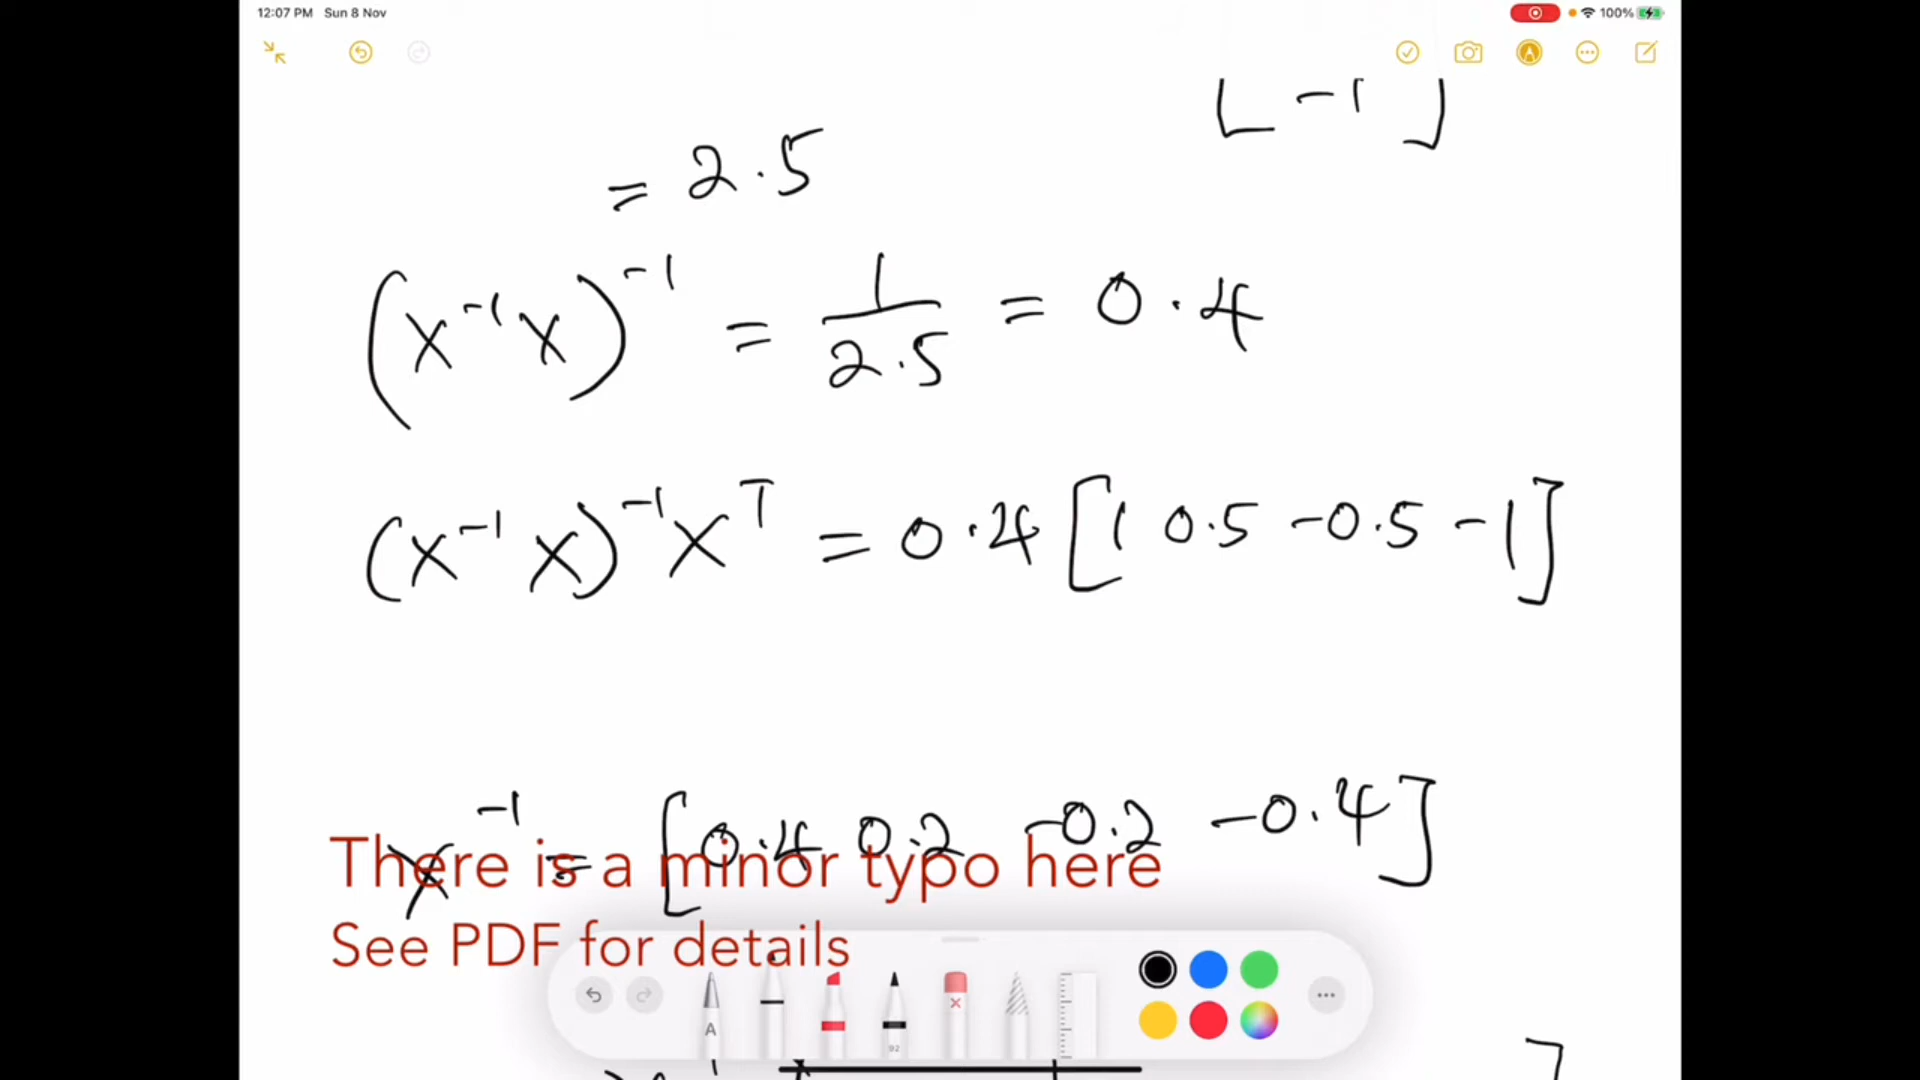 12:07 PM Sun 8 Nov
100%
[ -1 ]
= 2.5
(x⁻¹x)⁻¹ = 1/2.5 = 0.4
(x⁻¹x)⁻¹xᵀ = 0.4 [1 0.5 -0.5 -1]
x⁻¹ = [0.4 0.2 -0.2 -0.4]
There is a minor typo here
See PDF for details
A
92